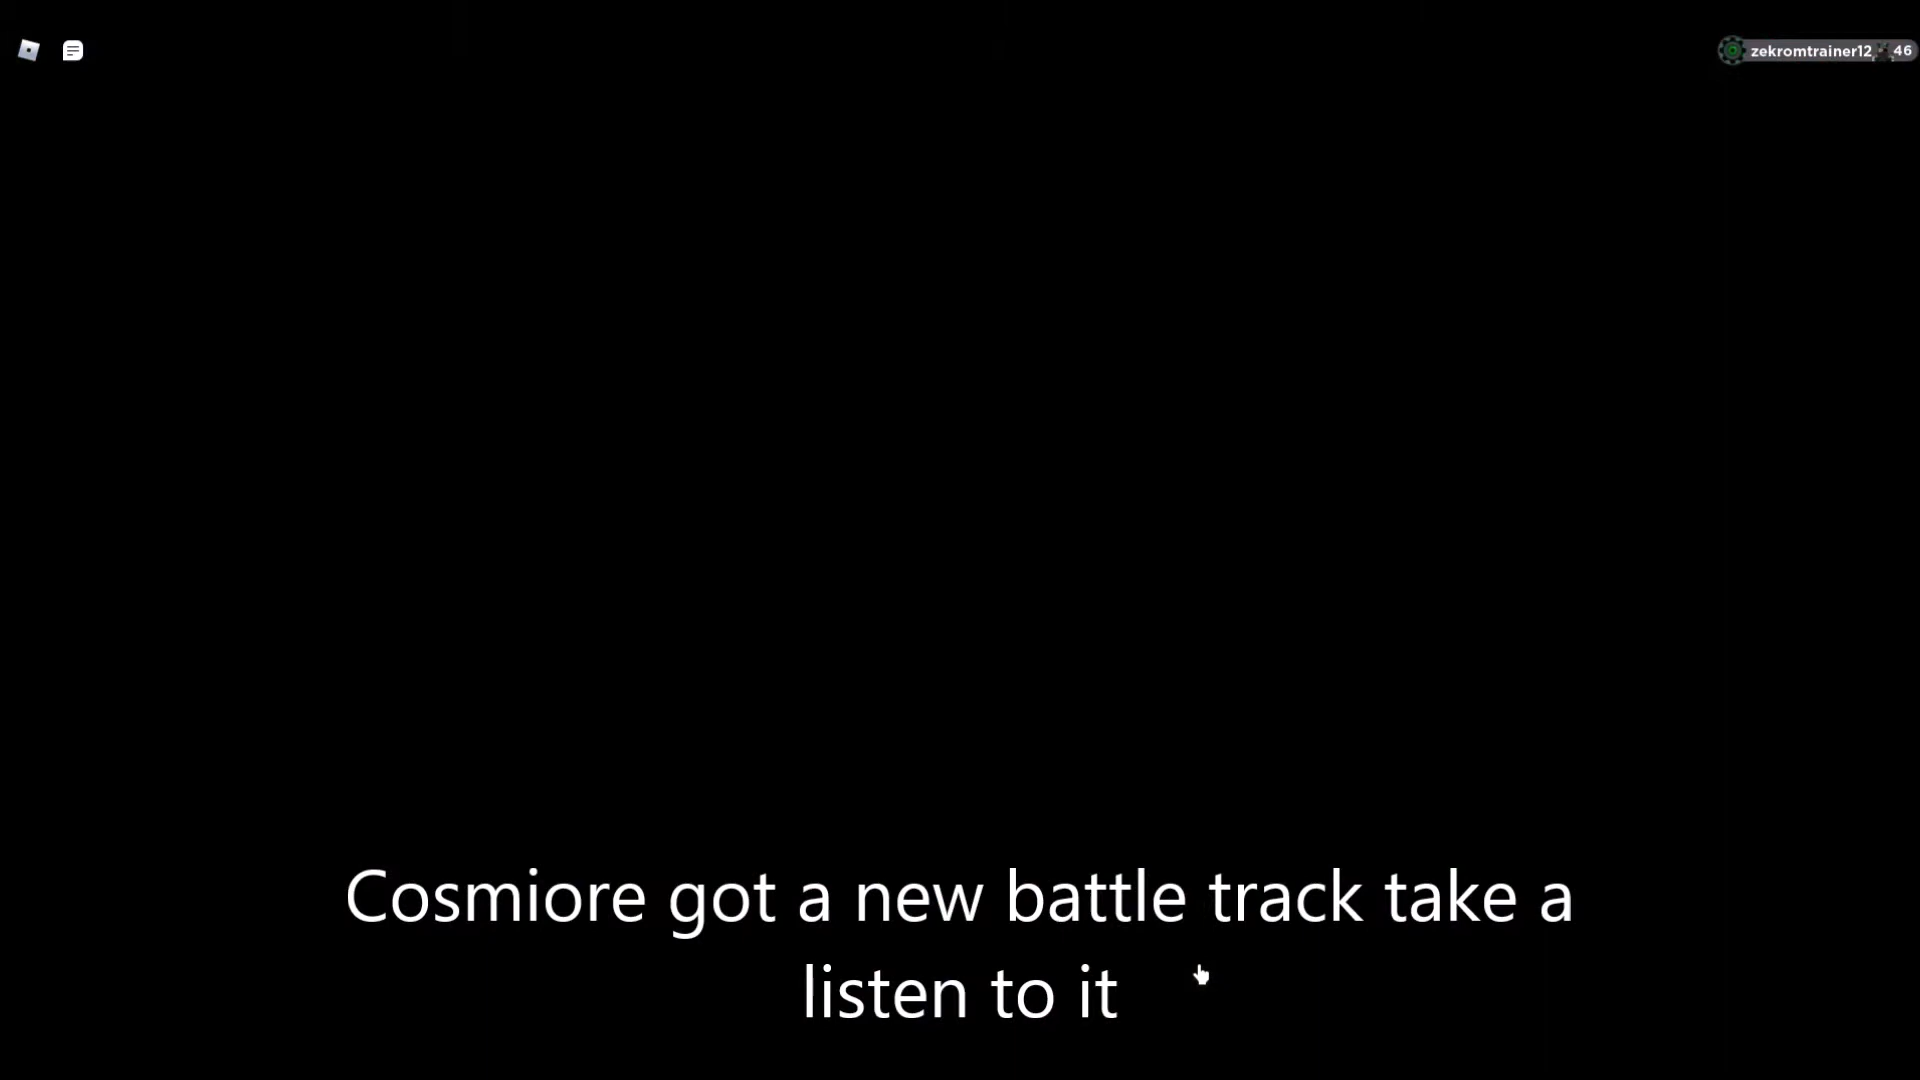 zekromtrainer12 46
Cosmiore got a new battle track take a
listen to it